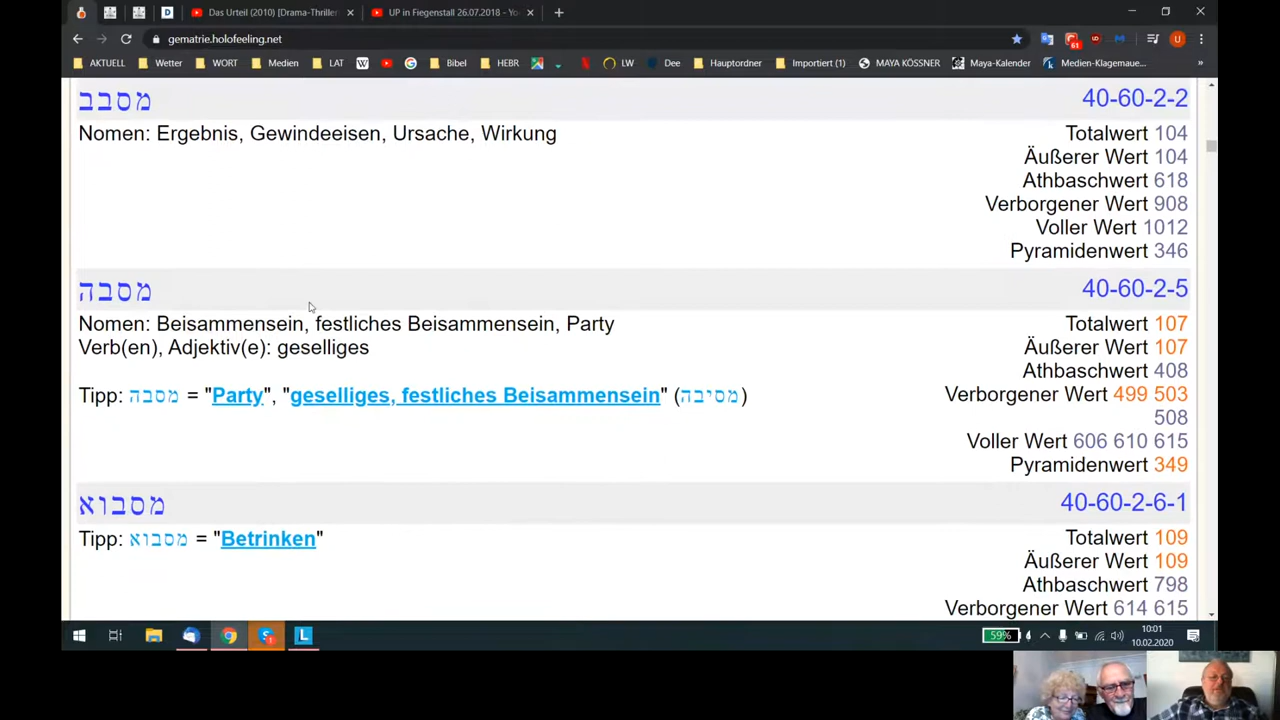 Das Urteil (2010) [Drama-Thriller
UP in Fiegenstall 26.07.2018 - Yo
gematrie.holofeeling.net
61
U
AKTUELL Wetter WORT Medien LAT W Bibel HEBR LW Dee Hauptordner Importiert (1) MAYA KÖSSNER Maya-Kalender Medien-Klagemaue... »
מסבב 40-60-2-2
Nomen: Ergebnis, Gewindeeisen, Ursache, Wirkung
Totalwert 104
Äußerer Wert 104
Athbaschwert 618
Verborgener Wert 908
Voller Wert 1012
Pyramidenwert 346
מסבה 40-60-2-5
Nomen: Beisammensein, festliches Beisammensein, Party
Verb(en), Adjektiv(e): geselliges
Tipp: מסבה = "Party", "geselliges, festliches Beisammensein" (מסיבה)
Totalwert 107
Äußerer Wert 107
Athbaschwert 408
Verborgener Wert 499 503
508
Voller Wert 606 610 615
Pyramidenwert 349
מסבוא 40-60-2-6-1
Tipp: מסבוא = "Betrinken"
Totalwert 109
Äußerer Wert 109
Athbaschwert 798
Verborgener Wert 614 615
L
59%
10:01
10.02.2020